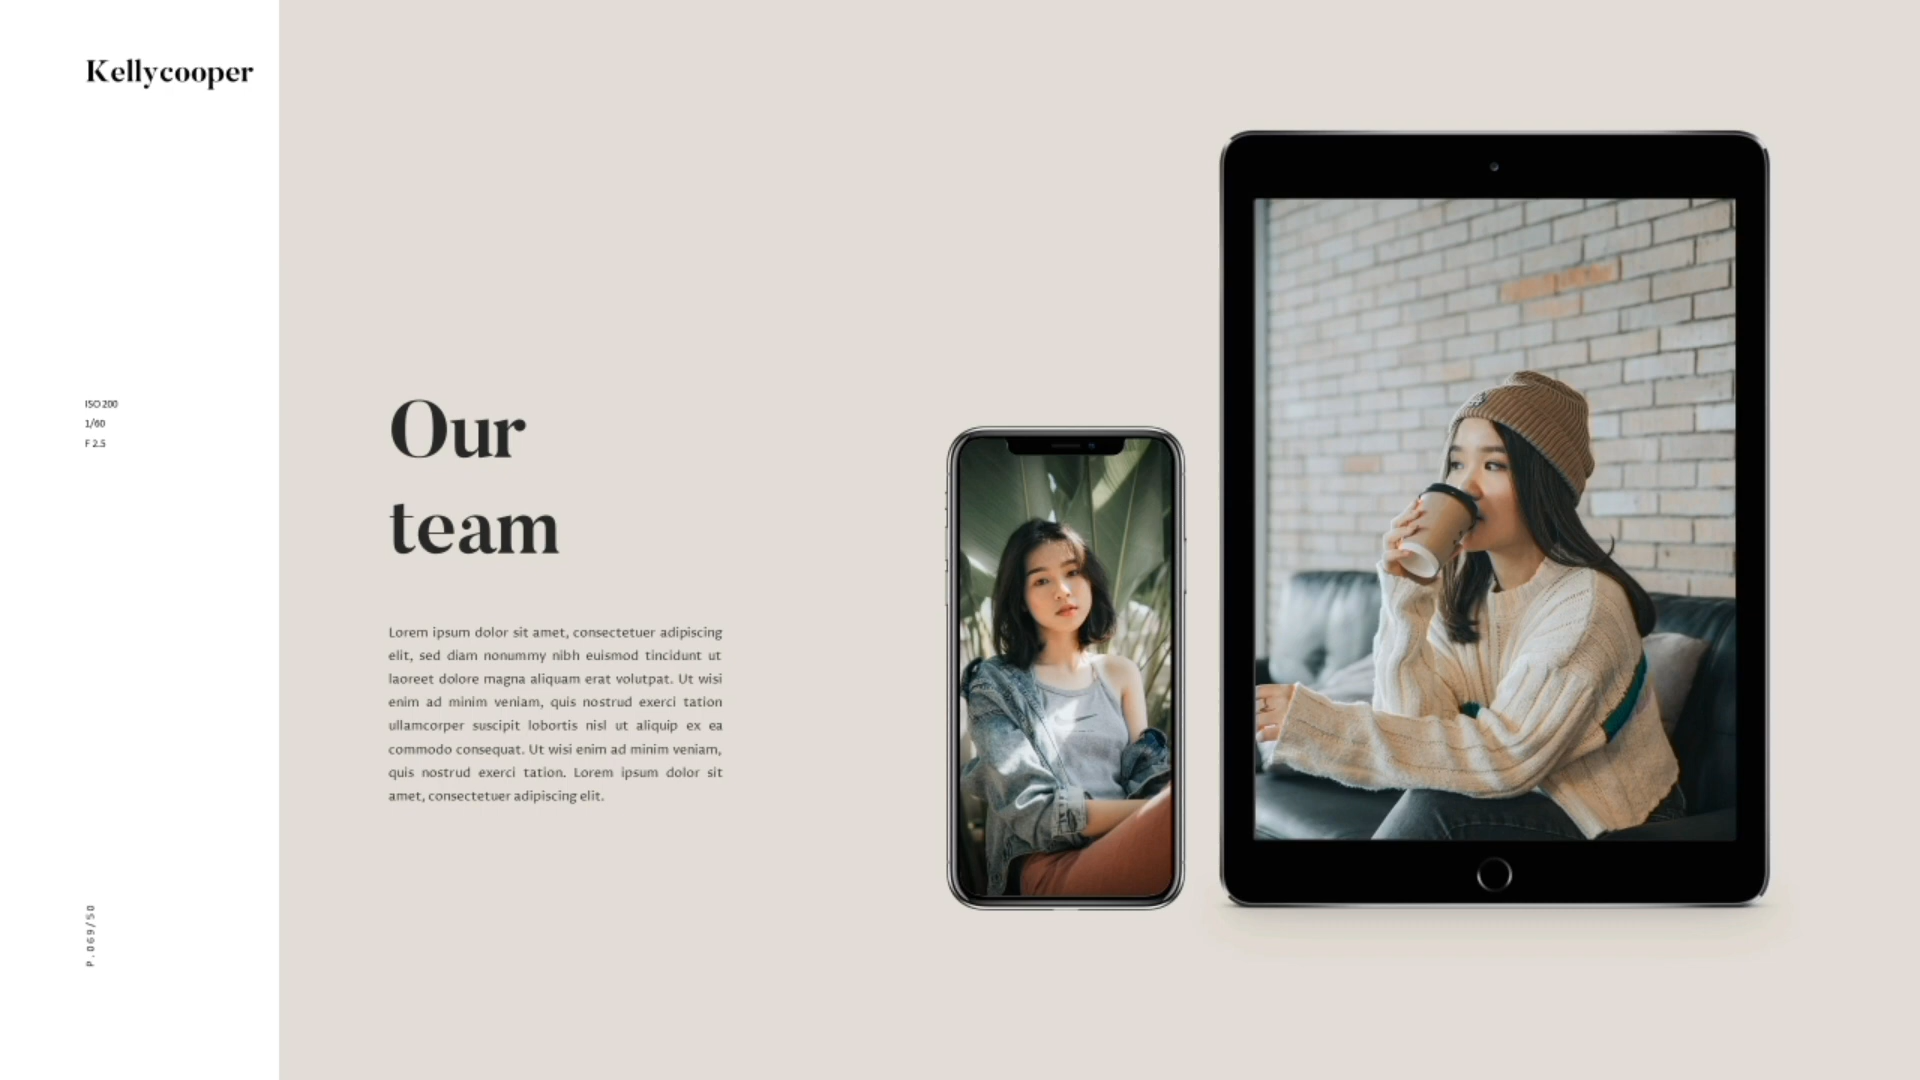 Kellycooper
ISO 200
1/60
F 2.5
Our
team
Lorem ipsum dolor sit amet, consectetuer adipiscing
elit, sed diam nonummy nibh euismod tincidunt ut
laoreet dolore magna aliquam erat volutpat. Ut wisi
enim ad minim veniam, quis nostrud exerci tation
ullamcorper suscipit lobortis nisl ut aliquip ex ea
commodo consequat. Ut wisi enim ad minim veniam,
quis nostrud exerci tation. Lorem ipsum dolor sit
amet, consectetuer adipiscing elit.
P.069/50